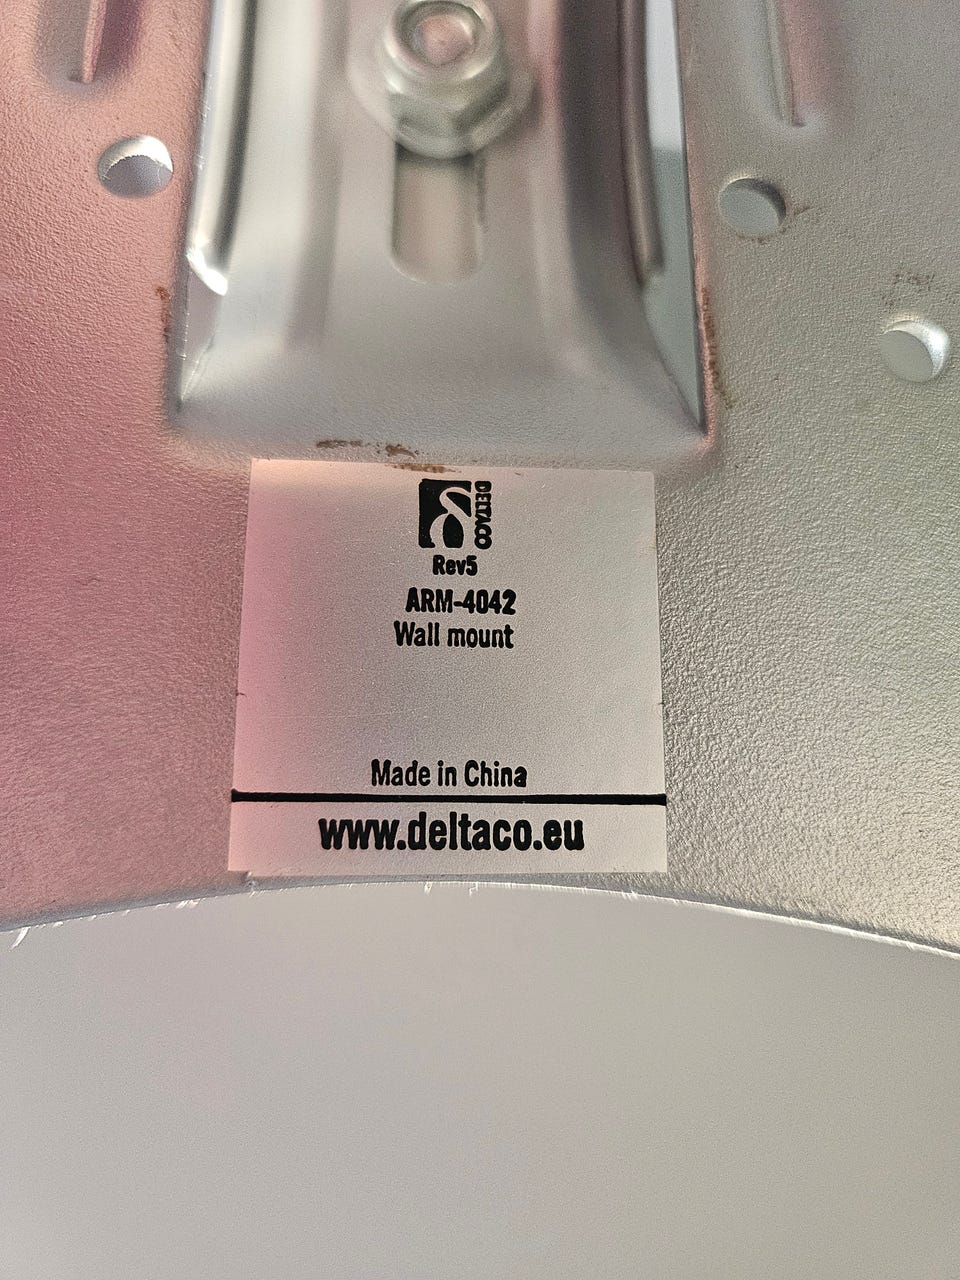 DELTACO
Rev5
ARM-4042
Wall mount
Made in China
www.deltaco.eu